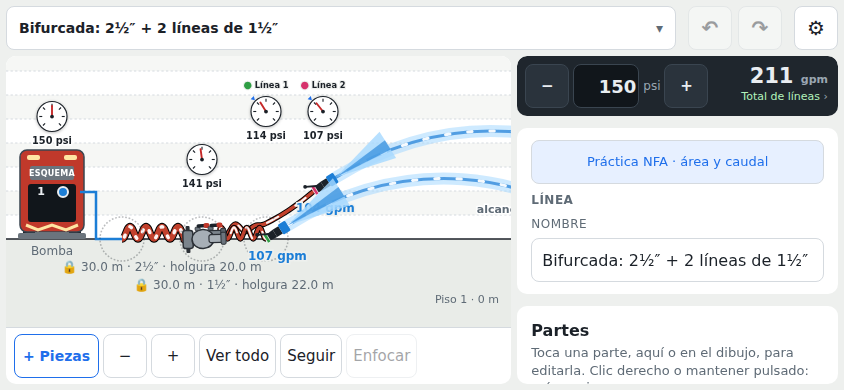 Bifurcada: 2½″ + 2 líneas de 1½″
− 150 psi + 211 gpm
Total de líneas ›
Línea 1 Línea 2
150 psi
114 psi 107 psi
141 psi
ESQUEMA
1
gpm
alcan
107 gpm
Bomba
30.0 m · 2½″ · holgura 20.0 m
30.0 m · 1½″ · holgura 22.0 m
Piso 1 · 0 m
+ Piezas − + Ver todo Seguir Enfocar
Práctica NFA · área y caudal
LÍNEA
NOMBRE
Bifurcada: 2½″ + 2 líneas de 1½″
Partes
Toca una parte, aquí o en el dibujo, para
editarla. Clic derecho o mantener pulsado: